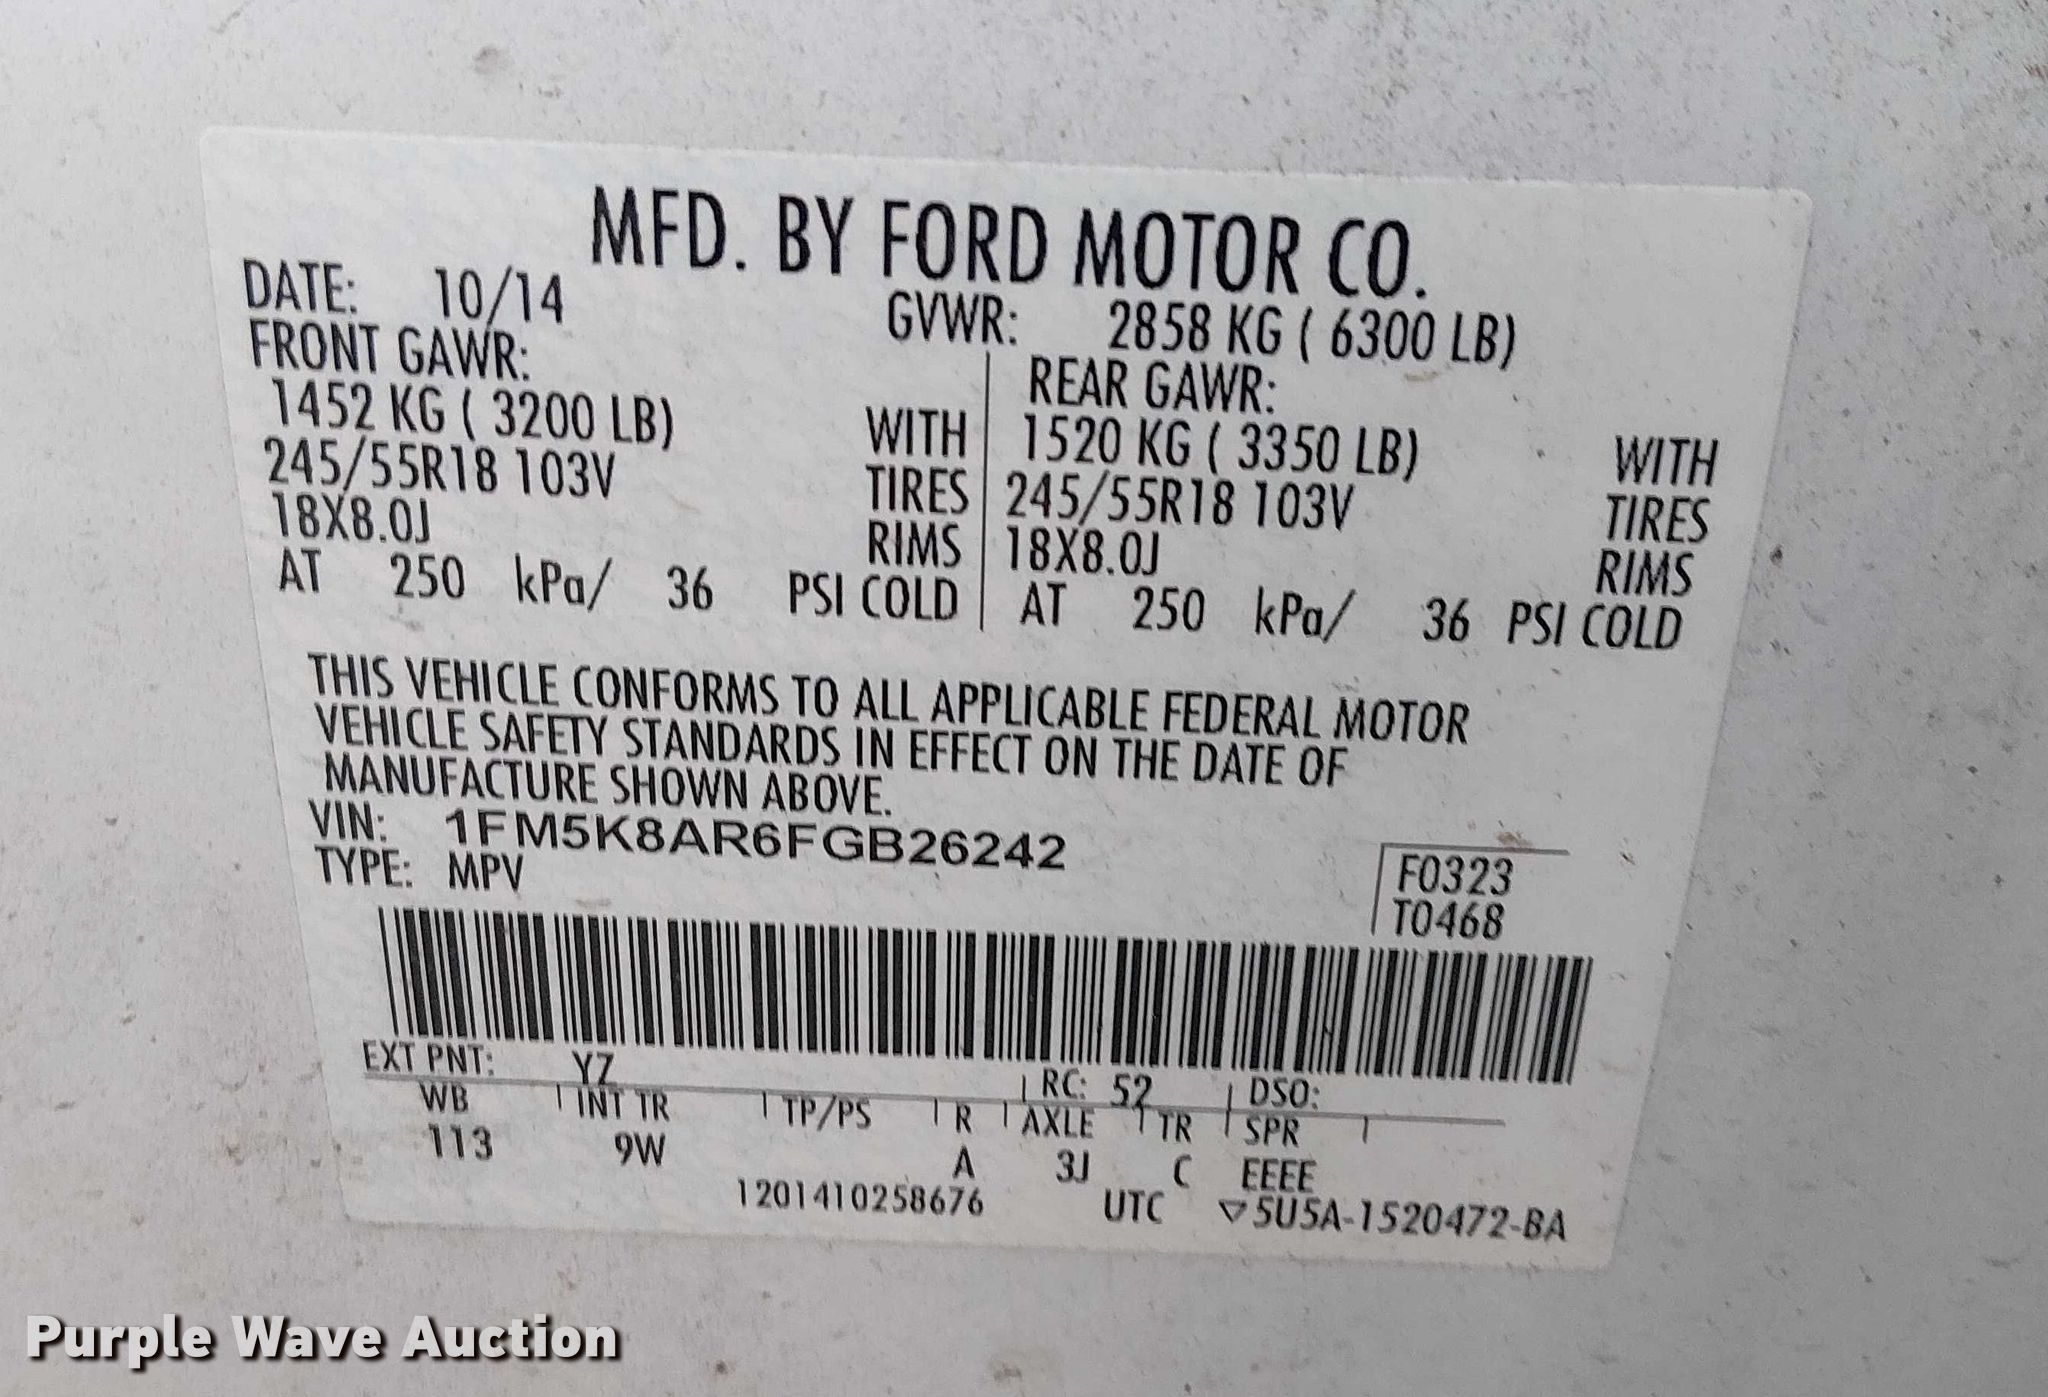 MFD. BY FORD MOTOR CO.
DATE: 10/14 GVWR: 2858 KG ( 6300 LB)
FRONT GAWR: REAR GAWR:
1452 KG ( 3200 LB) WITH 1520 KG ( 3350 LB) WITH
245/55R18 103V TIRES 245/55R18 103V TIRES
18X8.0J RIMS 18X8.0J RIMS
AT 250 kPa/ 36 PSI COLD AT 250 kPa/ 36 PSI COLD
THIS VEHICLE CONFORMS TO ALL APPLICABLE FEDERAL MOTOR
VEHICLE SAFETY STANDARDS IN EFFECT ON THE DATE OF
MANUFACTURE SHOWN ABOVE.
VIN: 1FM5K8AR6FGB26242
TYPE: MPV F0323
T0468
EXT PNT: YZ RC: 52 DSO:
WB INT TR TP/PS R AXLE TR SPR
113 9W A 3J C EEEE
1201410258676 UTC ▽5U5A-1520472-BA
Purple Wave Auction